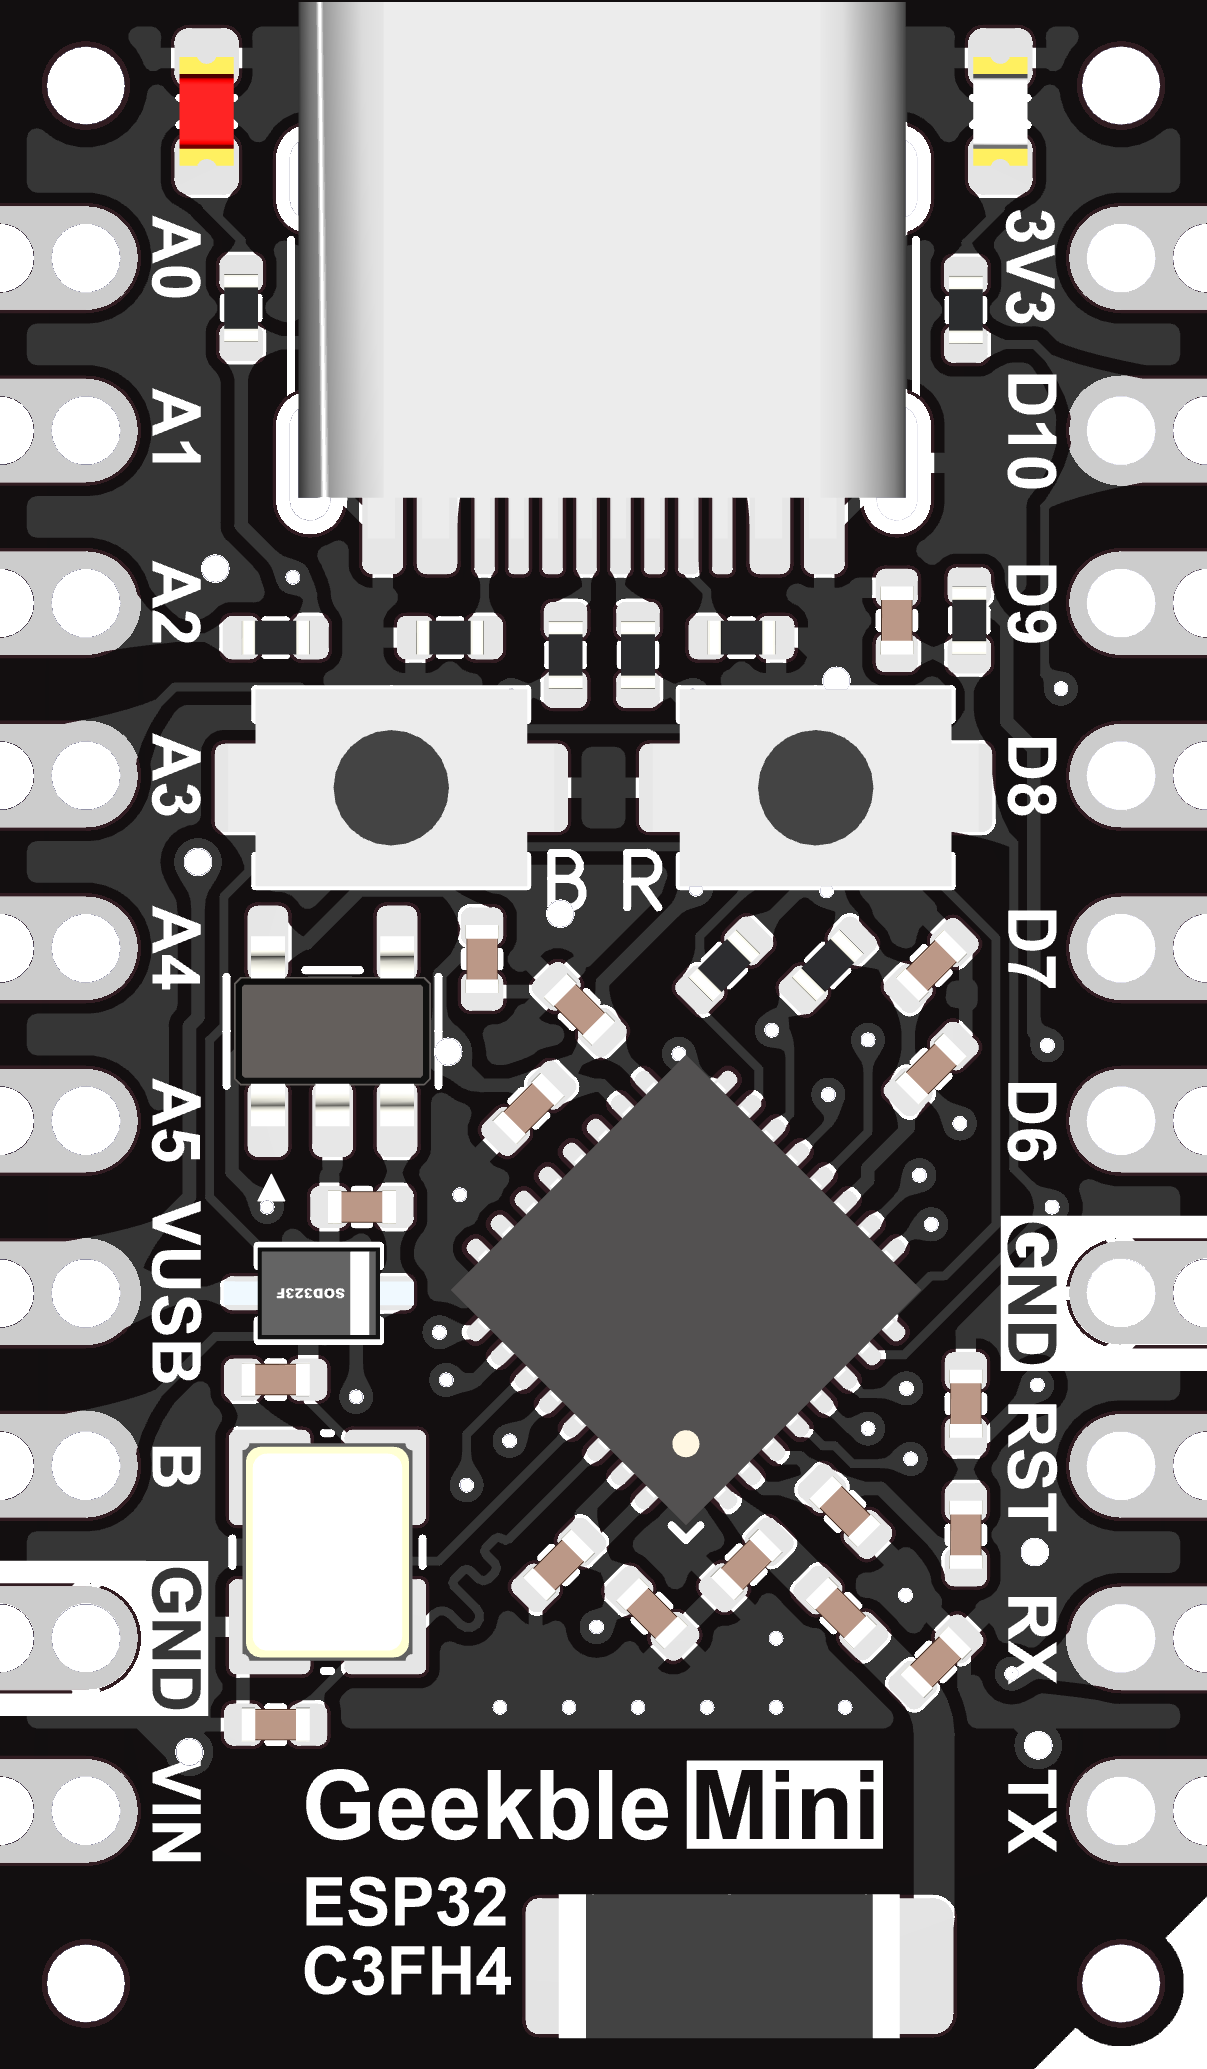 A0
A1
A2
A3
A4
A5
VUSB
B
GND
VIN
3V3
D10
D9
D8
D7
D6
GND
RST
RX
TX
B R
SOD323F
Geekble Mini
ESP32
C3FH4